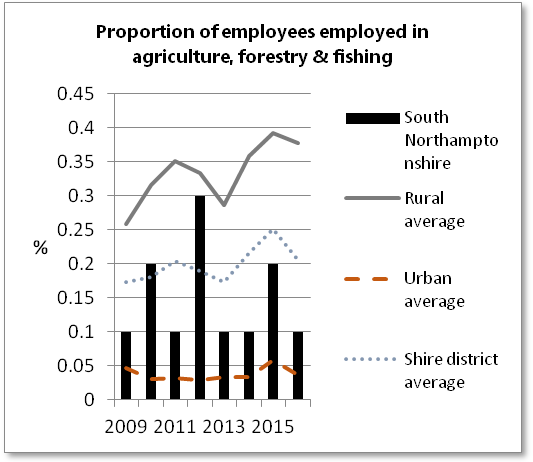 Proportion of employees employed in
agriculture, forestry & fishing
0.45
0.4
0.35
0.3
0.25
0.2
0.15
0.1
0.05
0
%
2009 2011 2013 2015
South
Northampto
nshire
Rural
average
Urban
average
Shire district
average